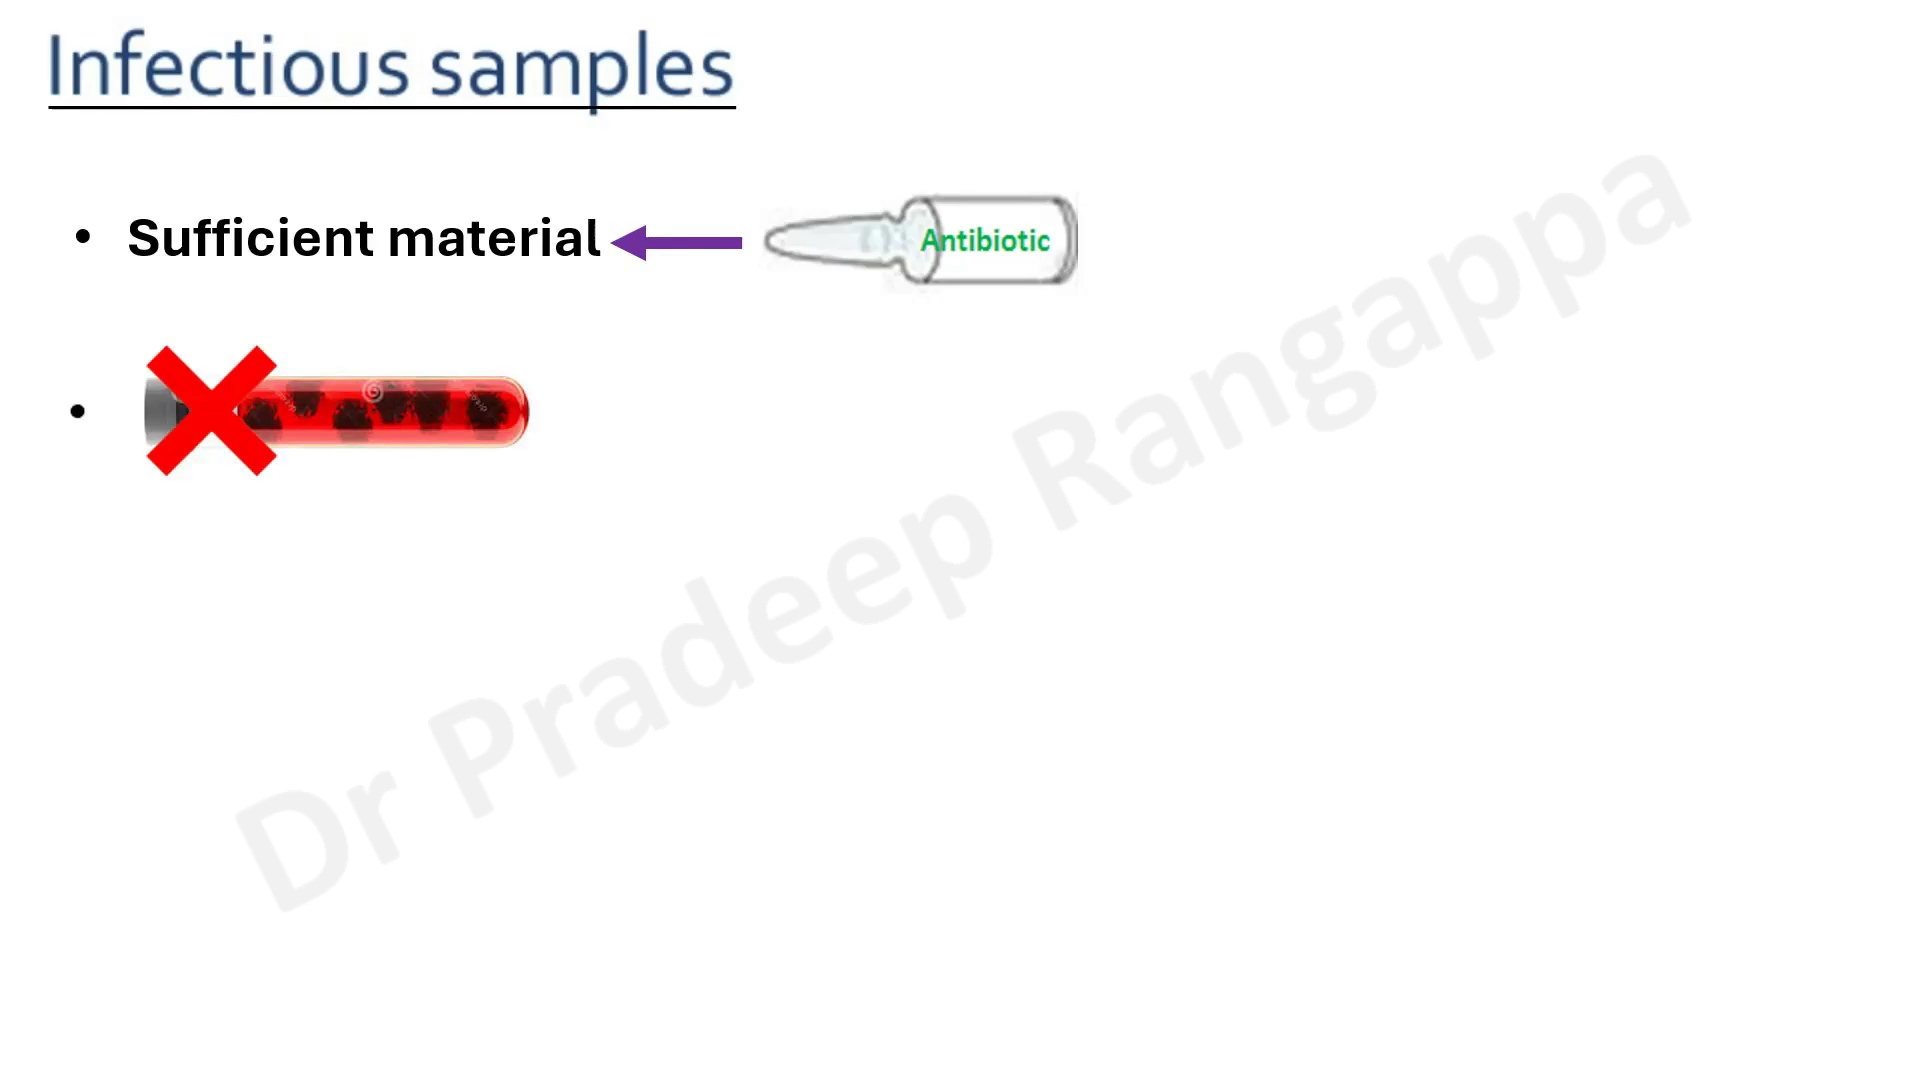 Infectious samples
• Sufficient material
Antibiotic
•
Dr Pradeep Rangappa